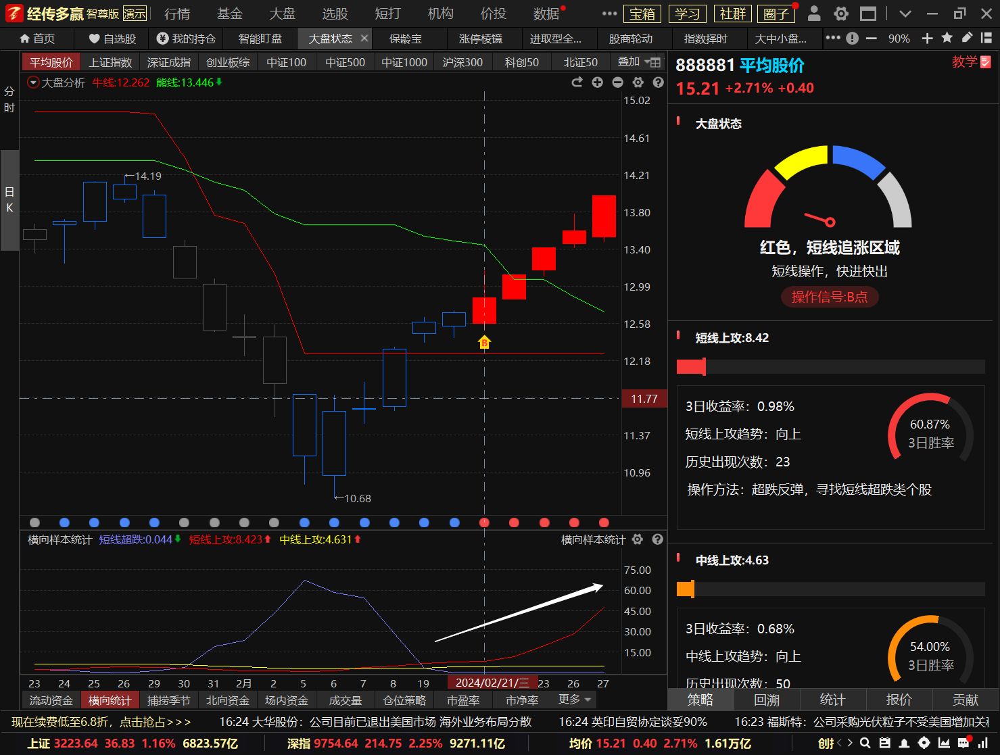 经传多赢 智尊版 演示 行情 基金 大盘 选股 短打 机构 价投 数据 ••• 宝箱 学习 社群 圈子
首页 自选股 我的持仓 智能盯盘 大盘状态 × 保龄宝 涨停棱镜 进取型全... 股商轮动 指数择时 大中小盘... ••• 90%
平均股价 上证指数 深证成指 创业板综 中证100 中证500 中证1000 沪深300 科创50 北证50 叠加
大盘分析 牛线:12.262 熊线:13.446
分时
日K
15.02
14.61
14.21
13.80
13.40
12.99
12.58
12.18
11.77
11.37
10.96
←14.19
B
←10.68
横向样本统计 短线超跌:0.044 短线上攻:8.423 中线上攻:4.631 横向样本统计
75.00
60.00
45.00
30.00
15.00
23 24 25 26 29 30 31 2月 2 5 6 7 8 19 2024/02/21/三 23 26 27
流动资金 横向统计 捕捞季节 北向资金 场内资金 成交量 仓位策略 市盈率 市净率 更多
888881 平均股价 教学
15.21 +2.71% +0.40
大盘状态
红色，短线追涨区域
短线操作，快进快出
操作信号:B点
短线上攻:8.42
3日收益率：0.98%
短线上攻趋势：向上
历史出现次数：23
操作方法：超跌反弹，寻找短线超跌类个股
60.87%
3日胜率
中线上攻:4.63
3日收益率：0.68%
中线上攻趋势：向上
历史出现次数：50
54.00%
3日胜率
策略 回溯 统计 报价 贡献
现在续费低至6.8折，点击抢占>>> 16:24 大华股份：公司目前已退出美国市场 海外业务布局分散 16:24 英印自贸协定谈妥90% 16:23 福斯特：公司采购光伏粒子不受美国增加关税
上证 3223.64 36.83 1.16% 6823.57亿 深指 9754.64 214.75 2.25% 9271.11亿 均价 15.21 0.40 2.71% 1.61万亿 创